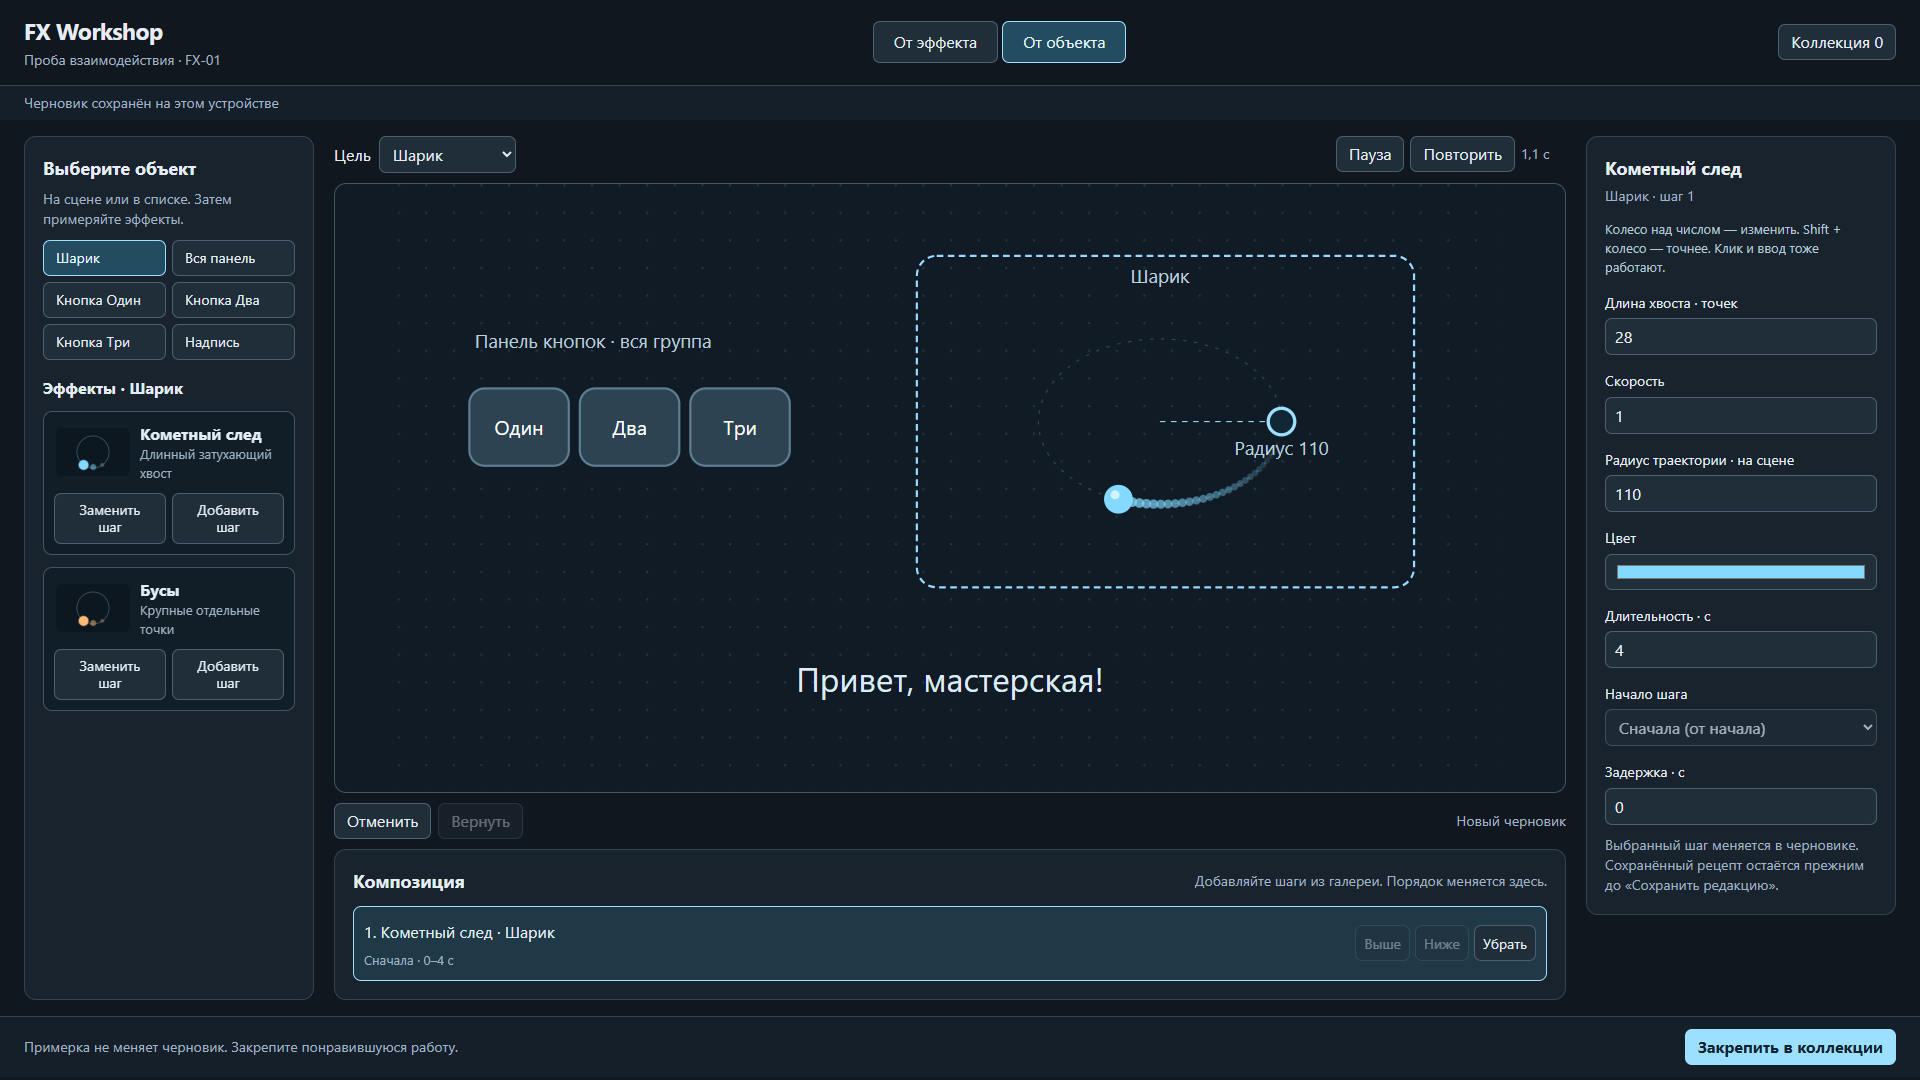 FX Workshop
Проба взаимодействия · FX-01
От эффекта
От объекта
Коллекция 0
Черновик сохранён на этом устройстве
Выберите объект
На сцене или в списке. Затем
примеряйте эффекты.
Шарик
Вся панель
Кнопка Один
Кнопка Два
Кнопка Три
Надпись
Эффекты · Шарик
Кометный след
Длинный затухающий
хвост
Заменить
шаг
Добавить
шаг
Бусы
Крупные отдельные
точки
Заменить
шаг
Добавить
шаг
Цель
Шарик
Пауза
Повторить
1,1 с
Шарик
Панель кнопок · вся группа
Один
Два
Три
Радиус 110
Привет, мастерская!
Отменить
Вернуть
Новый черновик
Композиция
Добавляйте шаги из галереи. Порядок меняется здесь.
1. Кометный след · Шарик
Сначала · 0–4 с
Выше
Ниже
Убрать
Кометный след
Шарик · шаг 1
Колесо над числом — изменить. Shift +
колесо — точнее. Клик и ввод тоже
работают.
Длина хвоста · точек
28
Скорость
1
Радиус траектории · на сцене
110
Цвет
Длительность · с
4
Начало шага
Сначала (от начала)
Задержка · с
0
Выбранный шаг меняется в черновике.
Сохранённый рецепт остаётся прежним
до «Сохранить редакцию».
Примерка не меняет черновик. Закрепите понравившуюся работу.
Закрепить в коллекции